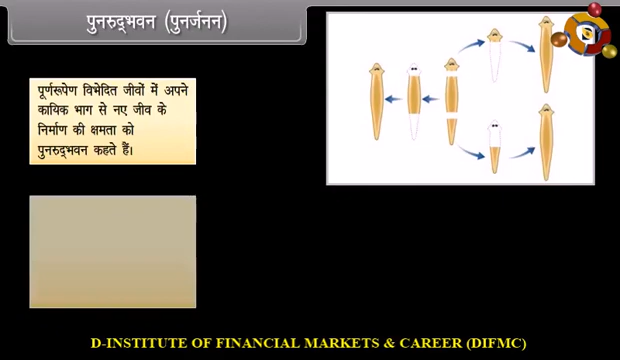 पुनरुद्‌भवन (पुनर्जनन)
पूर्णरूपेण विभेदित जीवों में अपने
कायिक भाग से नए जीव के
निर्माण की क्षमता को
पुनरुद्‌भवन कहते हैं।
D-INSTITUTE OF FINANCIAL MARKETS & CAREER (DIFMC)